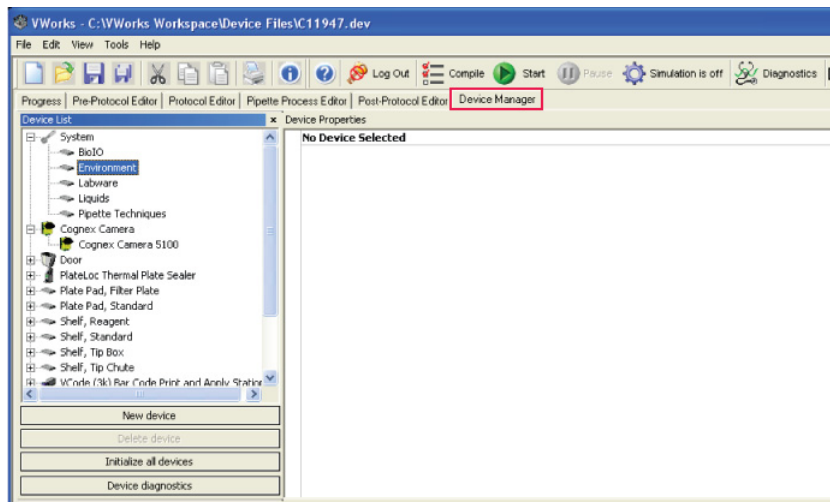 VWorks - C:\VWorks Workspace\Device Files\C11947.dev
File Edit View Tools Help
Log Out Compile Start Pause Simulation is off Diagnostics
Progress Pre-Protocol Editor Protocol Editor Pipette Process Editor Post-Protocol Editor Device Manager
Device List x Device Properties
No Device Selected
System
BioIO
Environment
Labware
Liquids
Pipette Techniques
Cognex Camera
Cognex Camera 5100
Door
PlateLoc Thermal Plate Sealer
Plate Pad, Filter Plate
Plate Pad, Standard
Shelf, Reagent
Shelf, Standard
Shelf, Tip Box
Shelf, Tip Chute
VCode (3k) Bar Code Print and Apply Station
New device
Delete device
Initialize all devices
Device diagnostics